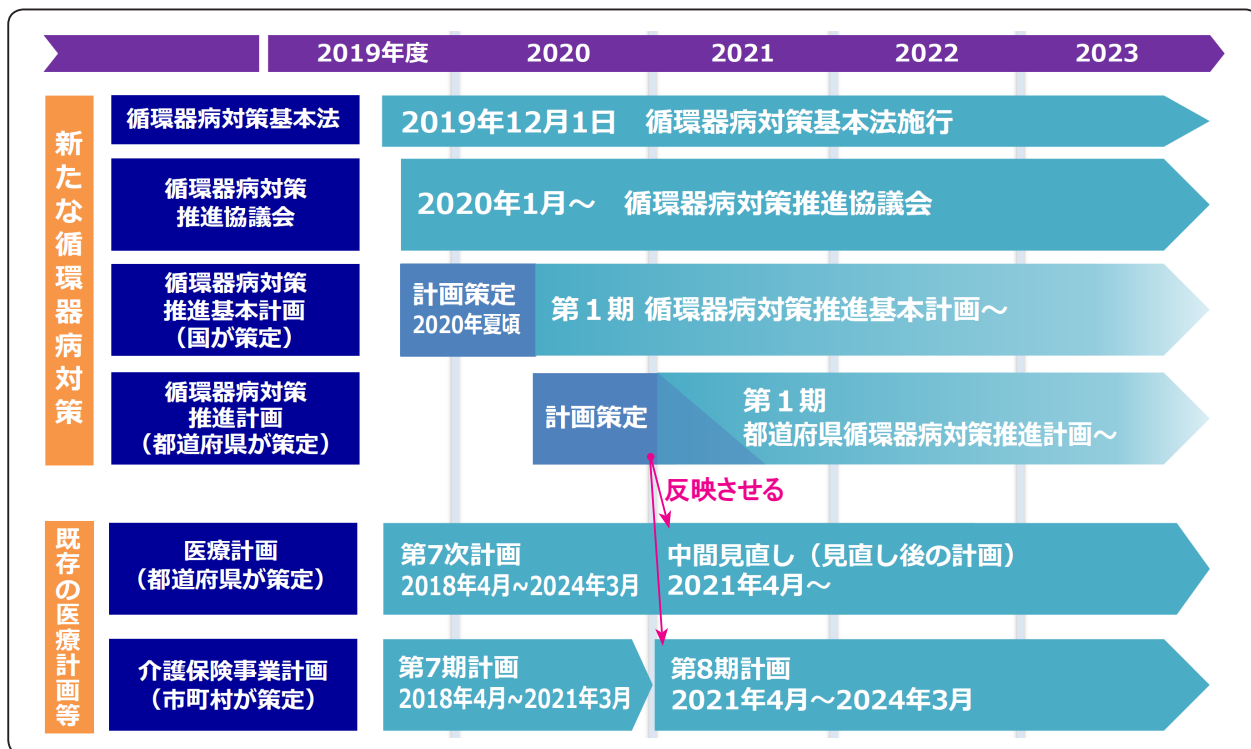 2019年度 2020 2021 2022 2023
新たな循環器病対策
循環器病対策基本法
2019年12月1日 循環器病対策基本法施行
循環器病対策
推進協議会
2020年1月～ 循環器病対策推進協議会
循環器病対策
推進基本計画
（国が策定）
計画策定
2020年夏頃
第１期 循環器病対策推進基本計画～
循環器病対策
推進計画
（都道府県が策定）
計画策定
第１期
都道府県循環器病対策推進計画～
反映させる
既存の医療計画等
医療計画
（都道府県が策定）
第7次計画
2018年4月~2024年3月
中間見直し（見直し後の計画）
2021年4月～
介護保険事業計画
（市町村が策定）
第7期計画
2018年4月~2021年3月
第8期計画
2021年4月～2024年3月